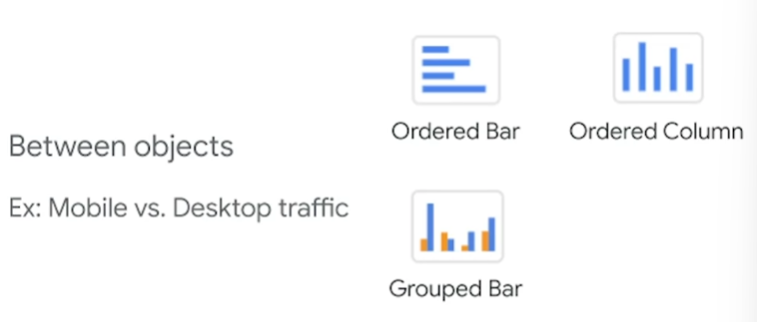 Between objects
Ex: Mobile vs. Desktop traffic
Ordered Bar
Ordered Column
Grouped Bar